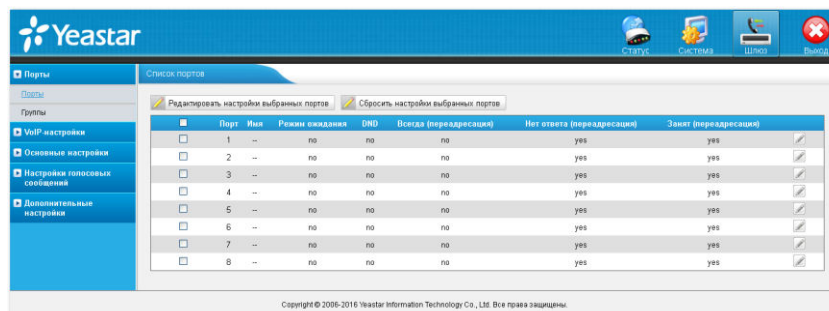 Yeastar
Статус Система Шлюз Выход
Порты
Порты
Группы
VoIP-настройки
Основные настройки
Настройки голосовых
сообщений
Дополнительные
настройки
Список портов
Редактировать настройки выбранных портов Сбросить настройки выбранных портов
Порт Имя Режим ожидания DND Всегда (переадресация) Нет ответа (переадресация) Занят (переадресация)
1 -- no no no yes yes
2 -- no no no yes yes
3 -- no no no yes yes
4 -- no no no yes yes
5 -- no no no yes yes
6 -- no no no yes yes
7 -- no no no yes yes
8 -- no no no yes yes
Copyright © 2006-2016 Yeastar Information Technology Co., Ltd. Все права защищены.